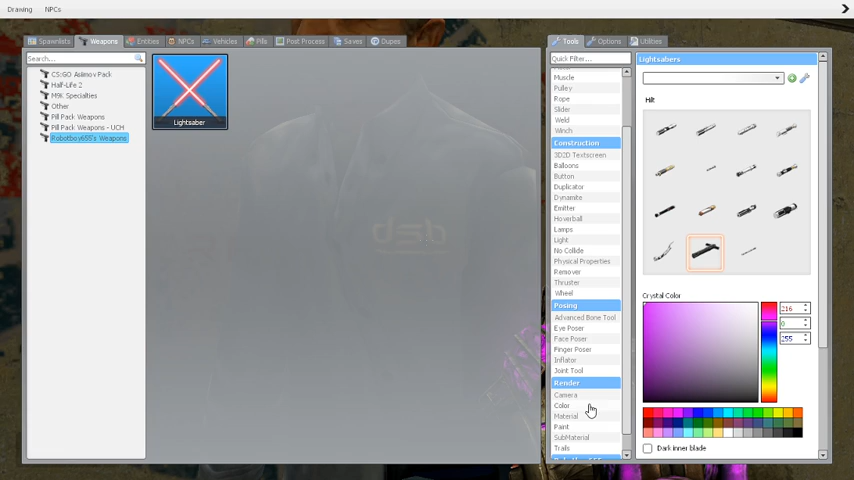 Drawing NPCs
Spawnlists Weapons Entities NPCs Vehicles Pills Post Process Saves Dupes
Tools Options Utilities
Search...
CS:GO Asiimov Pack
Half-Life 2
M9K Specialties
Other
Pill Pack Weapons
Pill Pack Weapons - UCH
Robotboy655's Weapons
Lightsaber
Quick Filter...
Muscle
Pulley
Rope
Slider
Weld
Winch
Construction
3D2D Textscreen
Balloons
Button
Duplicator
Dynamite
Emitter
Hoverball
Lamps
Light
No Collide
Physical Properties
Remover
Thruster
Wheel
Posing
Advanced Bone Tool
Eye Poser
Face Poser
Finger Poser
Inflator
Joint Tool
Render
Camera
Color
Material
Paint
SubMaterial
Trails
Lightsabers
Hilt
Crystal Color
216
0
255
Dark inner blade